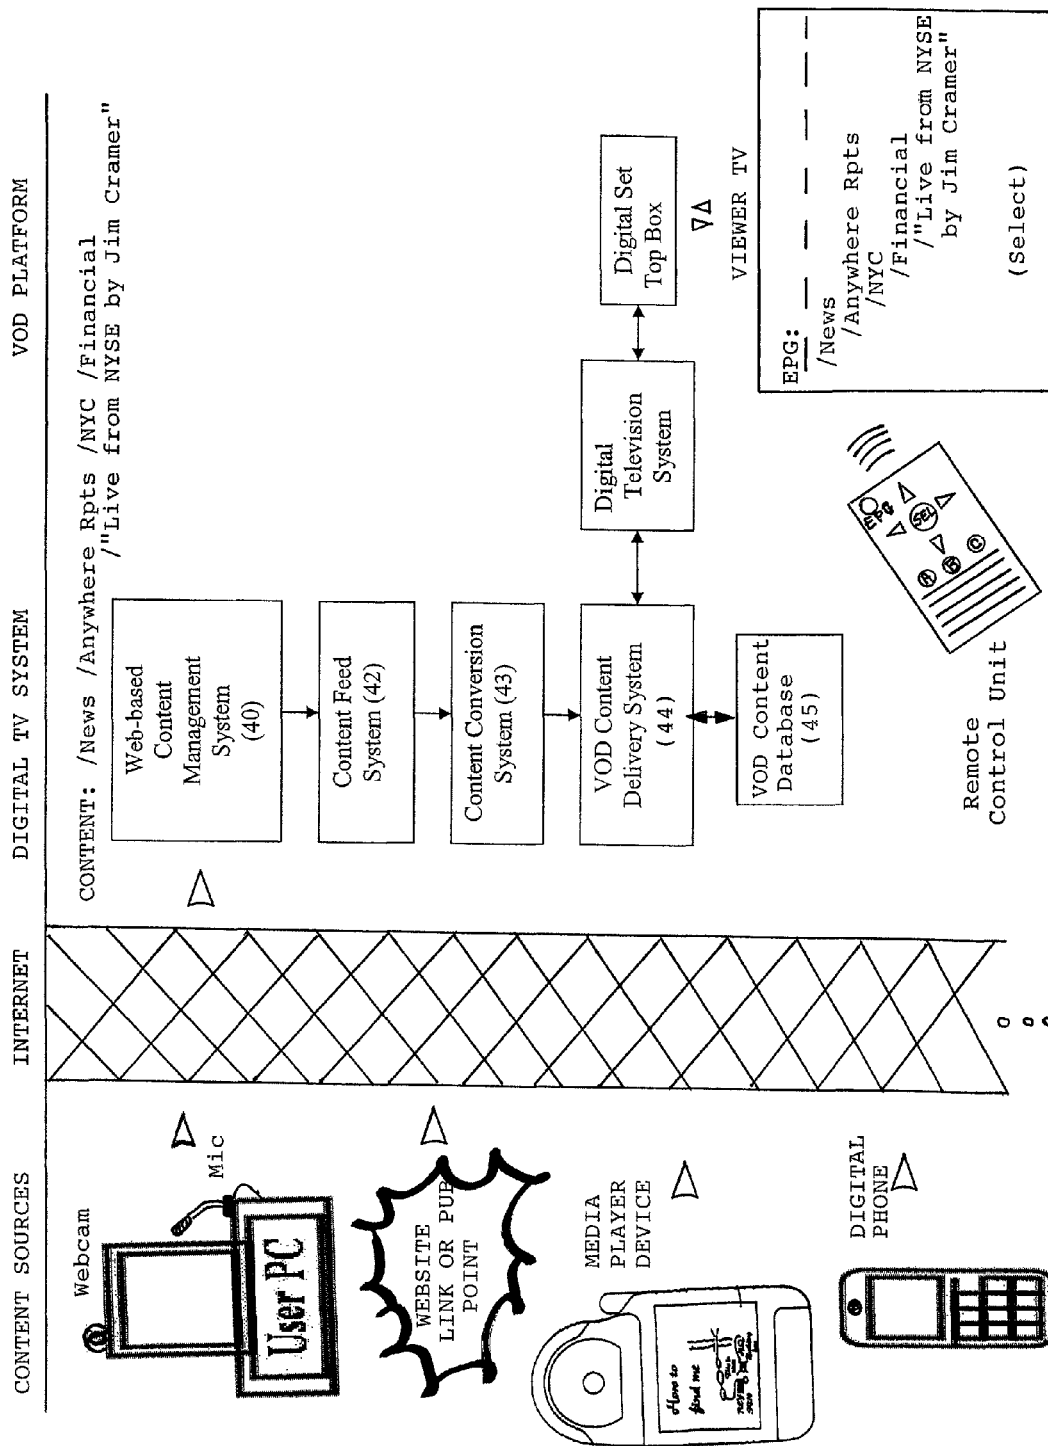 CONTENT SOURCES
INTERNET
DIGITAL TV SYSTEM
VOD PLATFORM
Webcam
Mic
User PC
WEBSITE
LINK OR PUB
POINT
MEDIA
PLAYER
DEVICE
How to
find me
DIGITAL
PHONE
CONTENT: /News /Anywhere Rpts /NYC /Financial
/"Live from NYSE by Jim Cramer"
Web-based
Content
Management
System
(40)
Content Feed
System (42)
Content Conversion
System (43)
VOD Content
Delivery System
(44)
VOD Content
Database
(45)
Digital
Television
System
Digital Set
Top Box
VIEWER TV
EPG:
/News
/Anywhere Rpts
/NYC
/Financial
/"Live from NYSE
by Jim Cramer"
(Select)
EPG
SEL
A
B
C
Remote
Control Unit